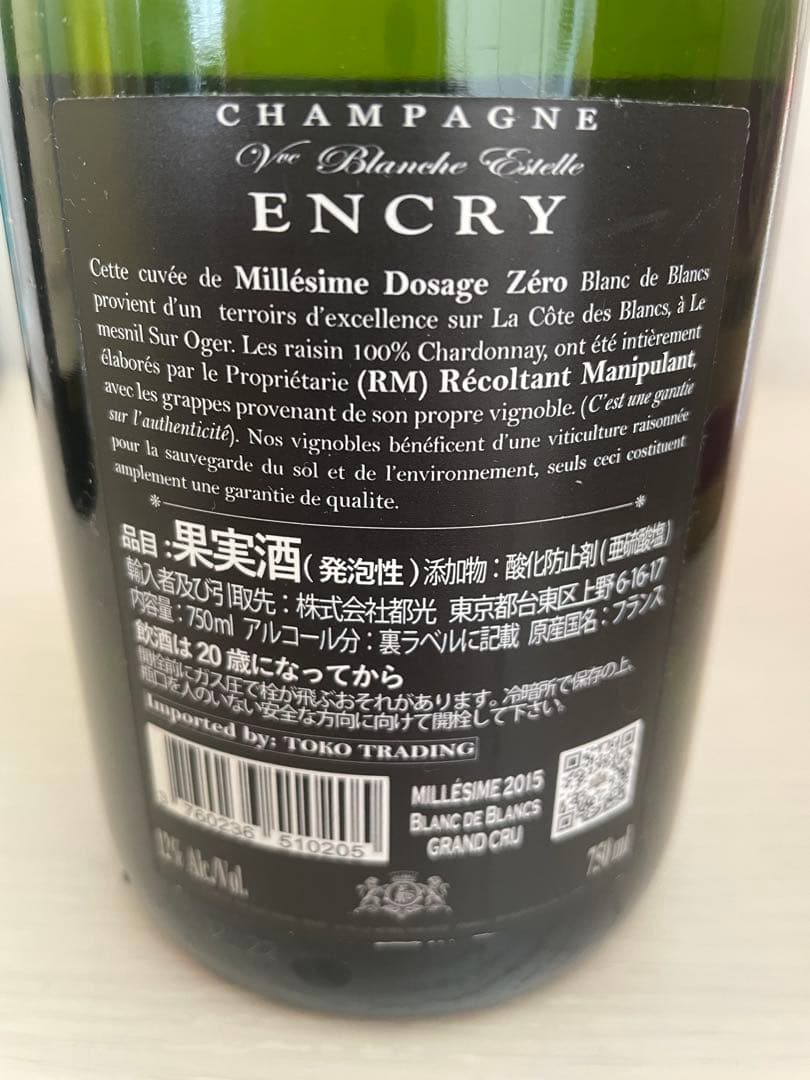 CHAMPAGNE
Vve Blanche Estelle
ENCRY
Cette cuvée de Millésime Dosage Zéro Blanc de Blancs
provient d'un terroirs d'excellence sur La Côte des Blancs, à Le
mesnil Sur Oger. Les raisin 100% Chardonnay, ont été intièrement
élaborés par le Propriétarie (RM) Récoltant Manipulant,
avec les grappes provenant de son propre vignoble. (C'est une garatie
sur l'authenticité). Nos vignobles bénéficent d'une viticulture raisonnée
pour la sauvegarde du sol et de l'environnement, seuls ceci costituent
amplement une garantie de qualite.
品目:果実酒(発泡性)添加物:酸化防止剤(亜硫酸塩)
輸入者及び引取先:株式会社都光 東京都台東区上野6-16-17
内容量:750ml アルコール分:裏ラベルに記載 原産国名:フランス
飲酒は20歳になってから
開栓前にガス圧で栓が飛ぶおそれがあります。冷暗所で保存の上、
瓶口を人のいない安全な方向に向けて開栓して下さい。
Imported by: TOKO TRADING
MILLÉSIME 2015
BLANC DE BLANCS
GRAND CRU
3 760236 510205
12% Alc./Vol.
750 ml